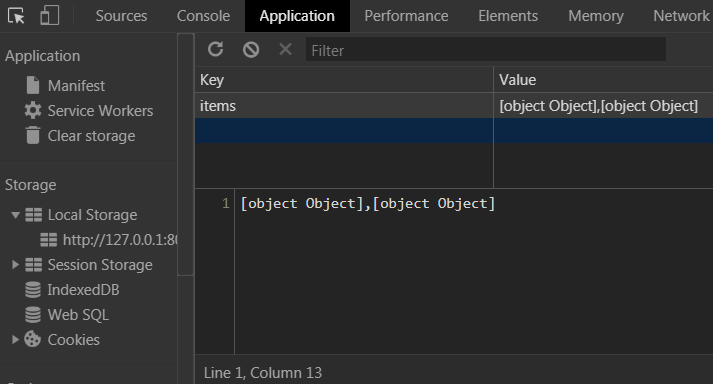 Sources Console Application Performance Elements Memory Network
Application
Manifest
Service Workers
Clear storage
Storage
Local Storage
http://127.0.0.1:80
Session Storage
IndexedDB
Web SQL
Cookies
Filter
Key Value
items [object Object],[object Object]
1 [object Object],[object Object]
Line 1, Column 13